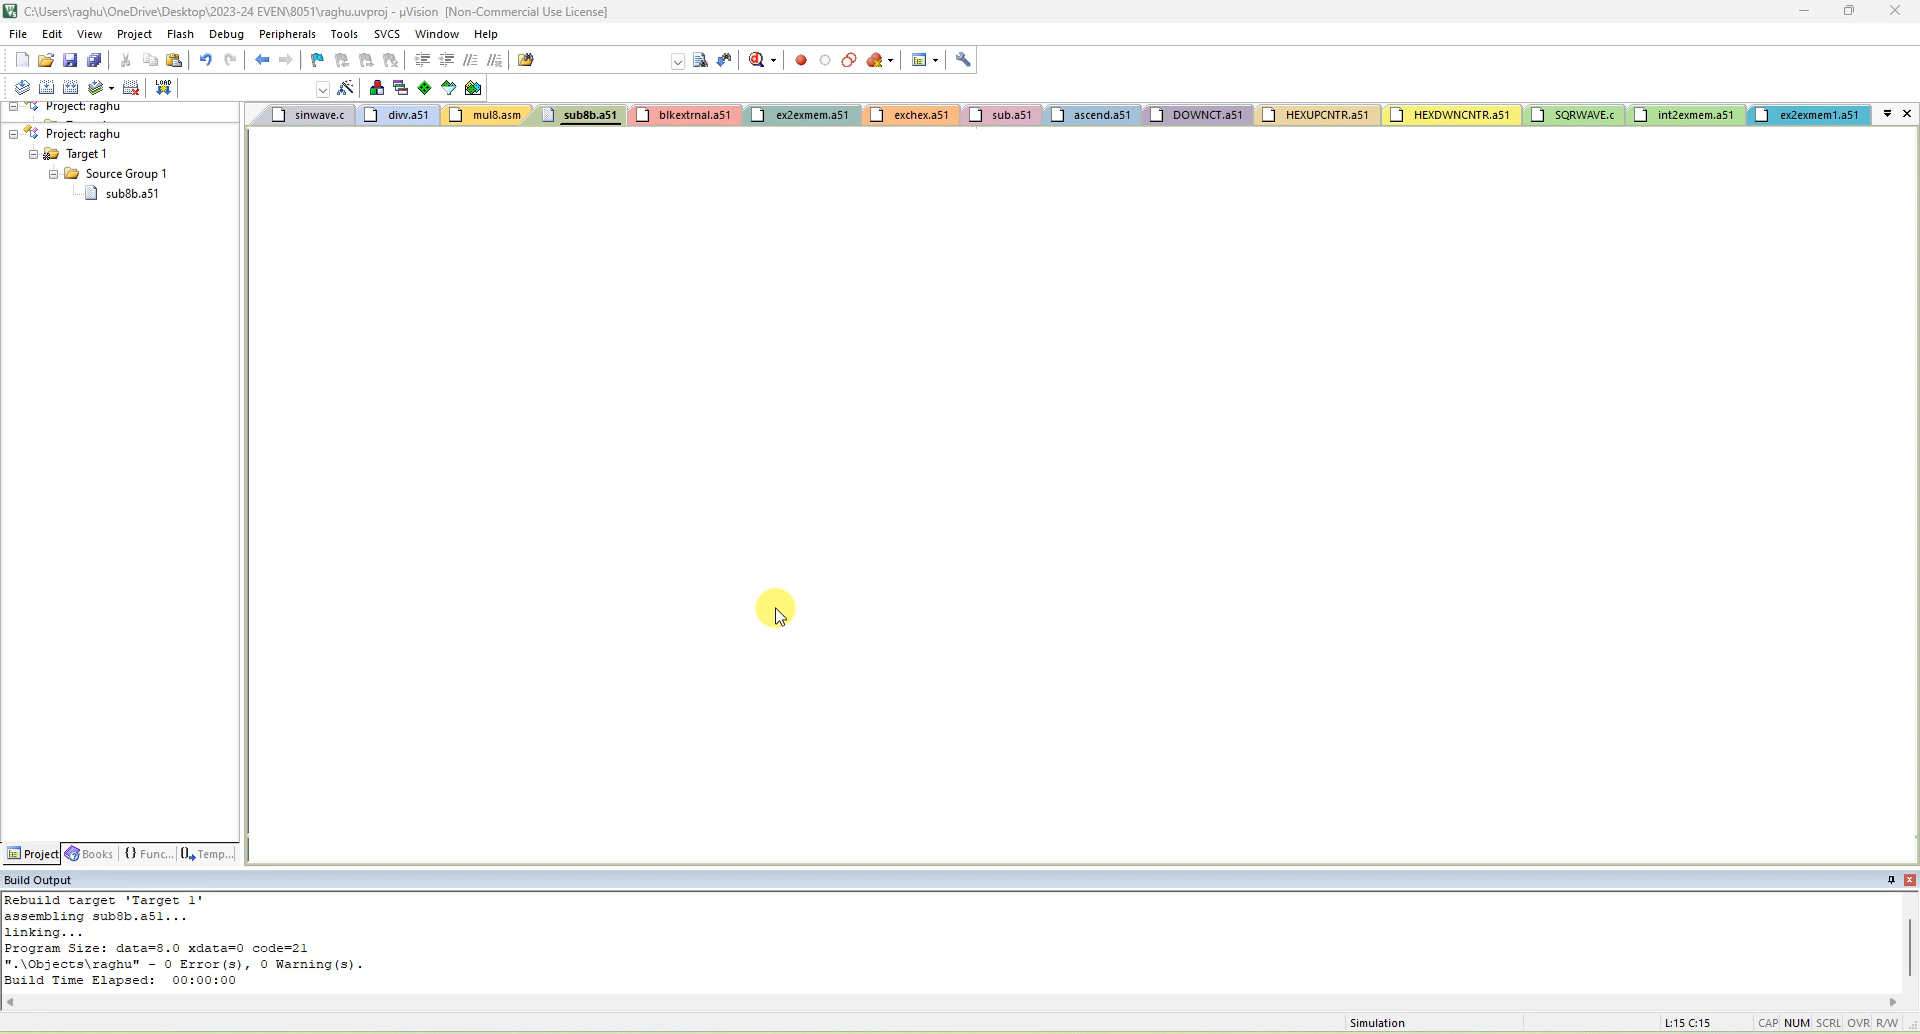 C:\Users\raghu\OneDrive\Desktop\2023-24 EVEN\8051\raghu.uvproj - µVision [Non-Commercial Use License]
File Edit View Project Flash Debug Peripherals Tools SVCS Window Help
LOAD
Project: raghu
sinwave.c divv.a51 mul8.asm sub8b.a51 blkextrnal.a51 ex2exmem.a51 exchex.a51 sub.a51 ascend.a51 DOWNCT.a51 HEXUPCNTR.a51 HEXDWNCNTR.a51 SQRWAVE.c int2exmem.a51 ex2exmem1.a51
Project: raghu
Target 1
Source Group 1
sub8b.a51
Project Books {} Func... 0 Temp...
Build Output
Rebuild target 'Target 1'
assembling sub8b.a51...
linking...
Program Size: data=8.0 xdata=0 code=21
".\Objects\raghu" - 0 Error(s), 0 Warning(s).
Build Time Elapsed:  00:00:00
Simulation L:15 C:15 CAP NUM SCRL OVR R/W